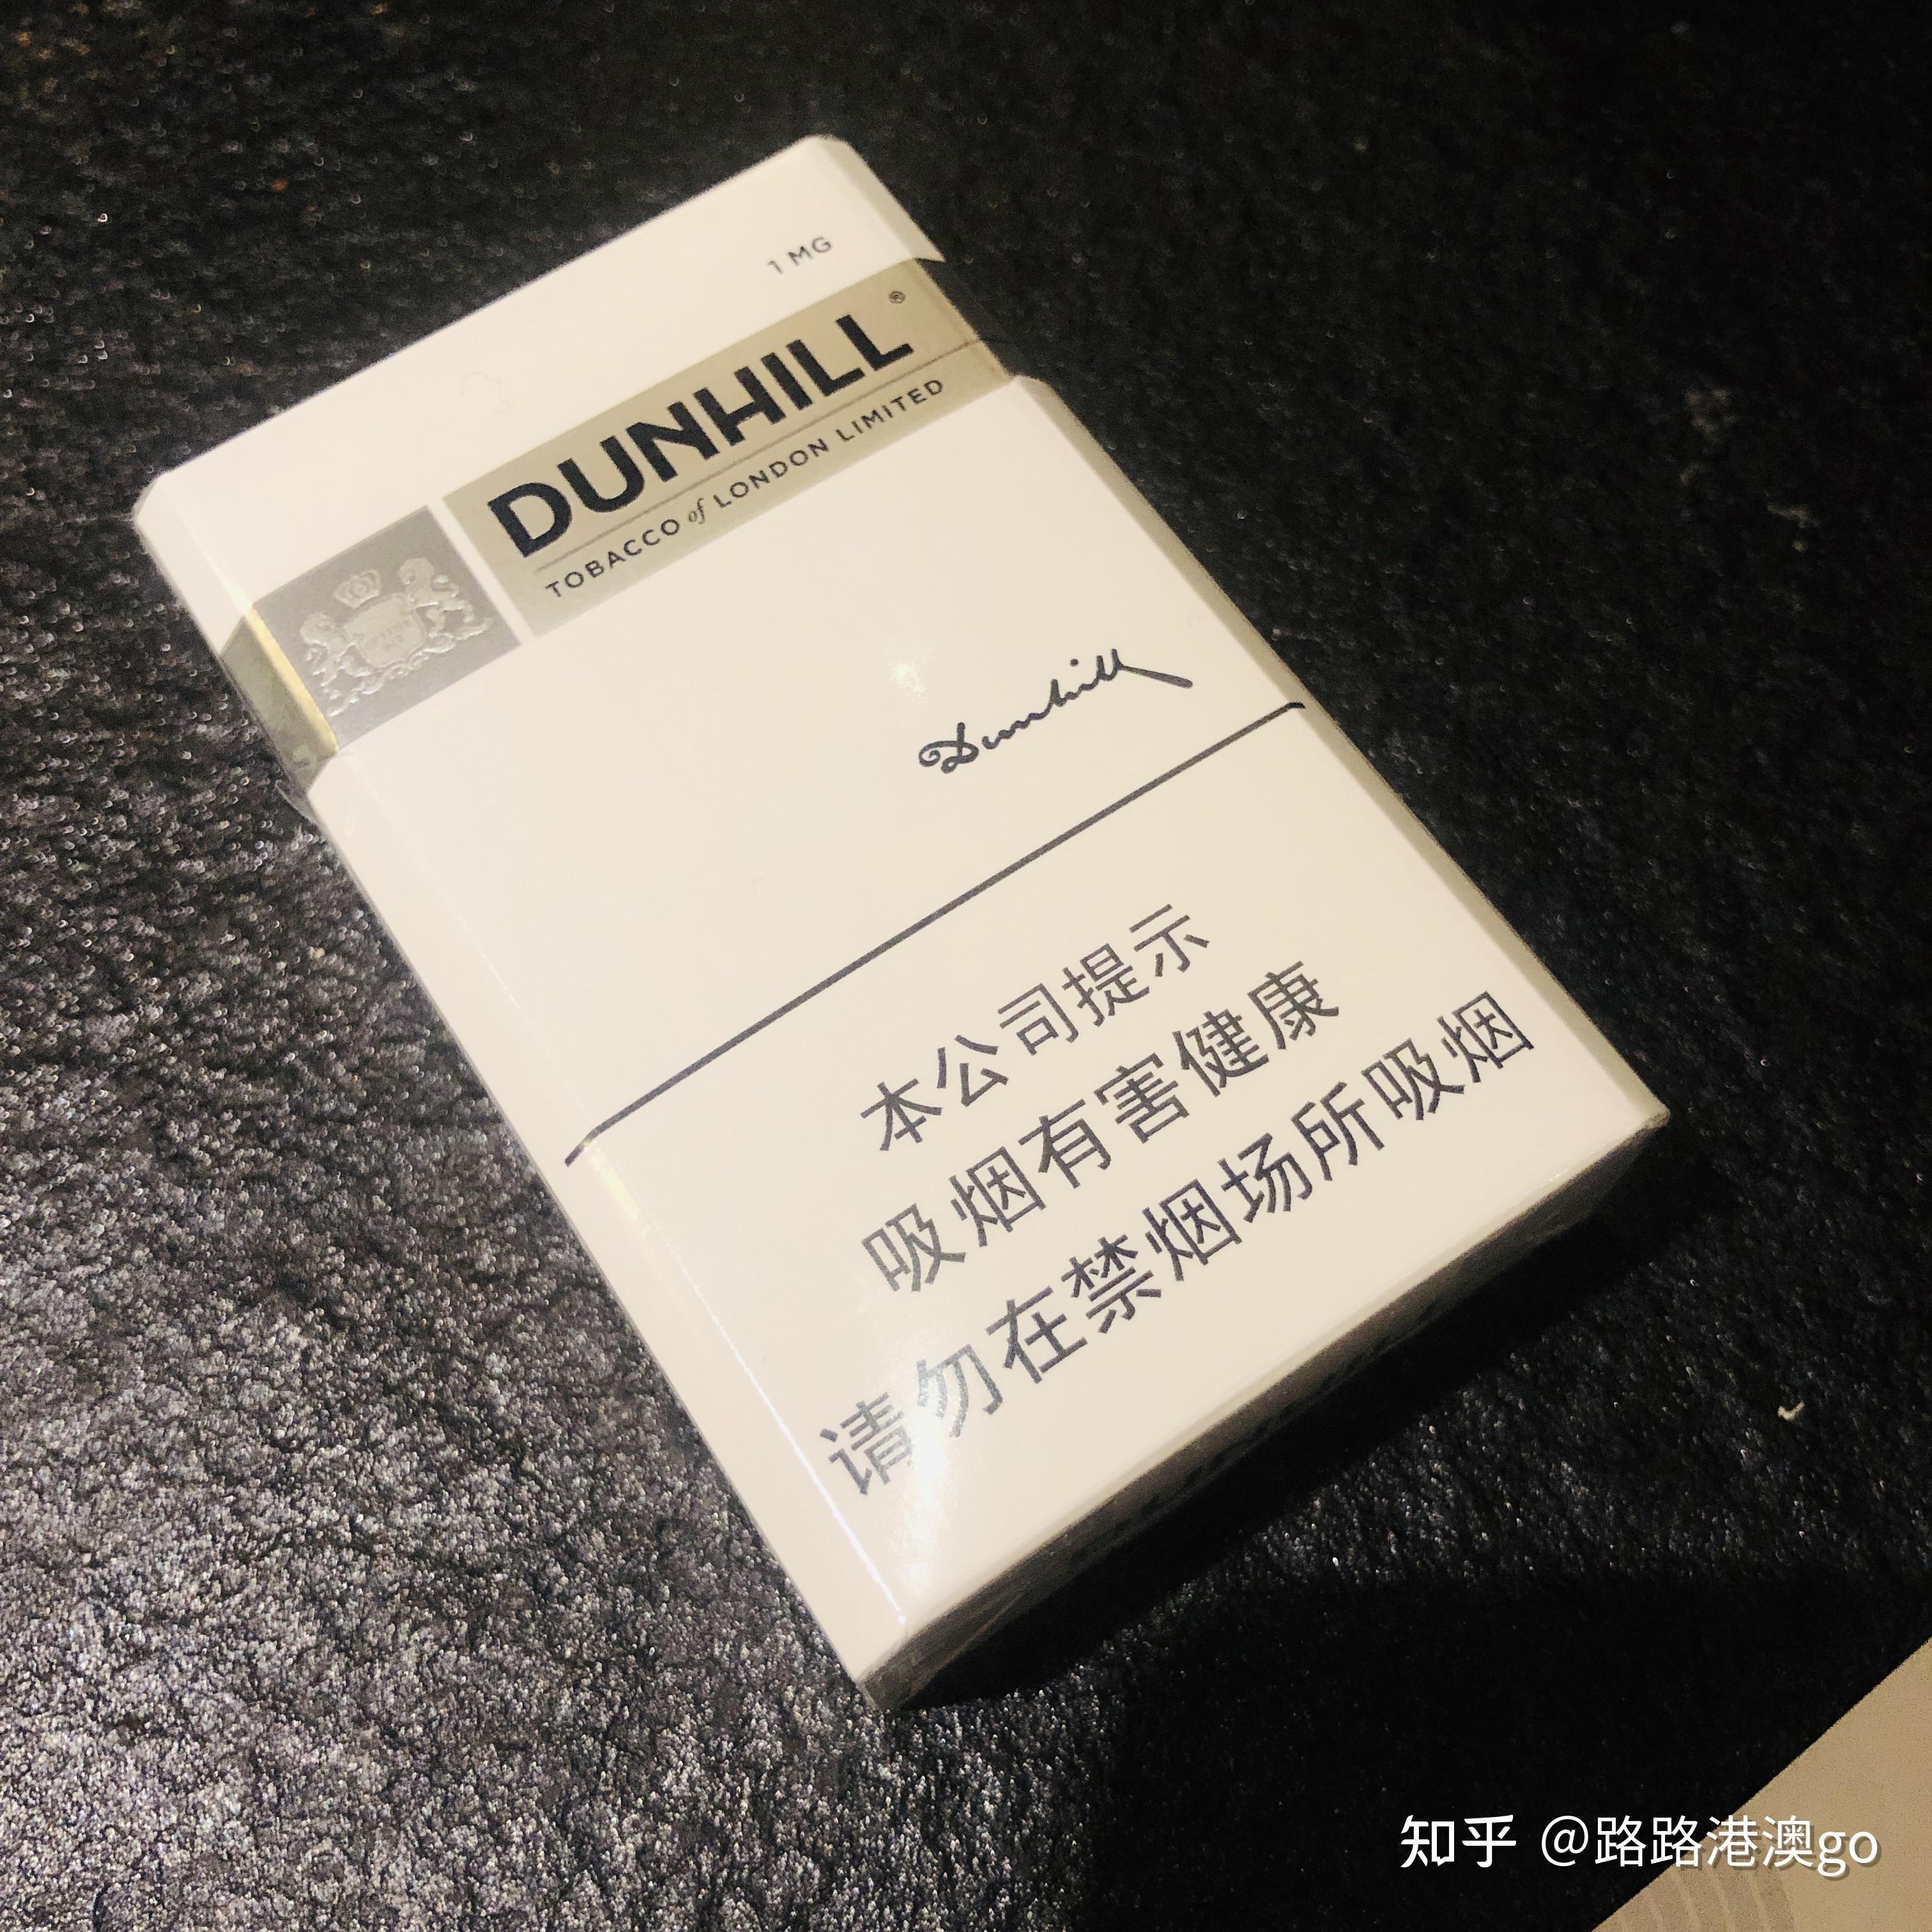 1 MG
DUNHILL®
TOBACCO of LONDON LIMITED
Dunhill
本公司提示
吸烟有害健康
请勿在禁烟场所吸烟
知乎 @路路港澳go